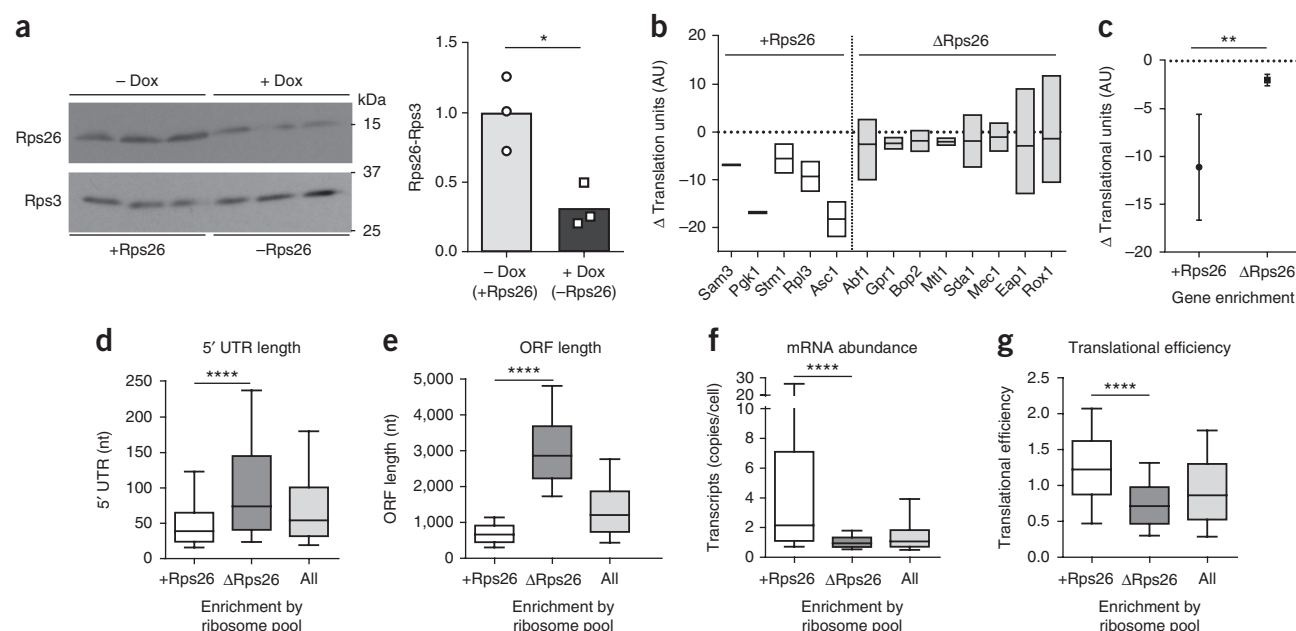 a
– Dox
+ Dox
kDa
Rps26
15
37
Rps3
25
+Rps26
–Rps26
Rps26-Rps3
1.5
1.0
0.5
0.0
*
– Dox
(+Rps26)
+ Dox
(–Rps26)
b
+Rps26
ΔRps26
Δ Translation units (AU)
20
10
0
–10
–20
Sam3
Pgk1
Stm1
Rpl3
Asc1
Abf1
Gpr1
Bop2
Mtl1
Sda1
Mec1
Eap1
Rox1
c
**
Δ Translational units (AU)
0
–5
–10
–15
–20
+Rps26
ΔRps26
Gene enrichment
d
5′ UTR length
****
5′ UTR (nt)
250
200
150
100
50
0
+Rps26
ΔRps26
All
Enrichment by
ribosome pool
e
ORF length
****
ORF length (nt)
5,000
4,000
3,000
2,000
1,000
0
+Rps26
ΔRps26
All
Enrichment by
ribosome pool
f
mRNA abundance
****
Transcripts (copies/cell)
30
20
10
8
6
4
2
0
+Rps26
ΔRps26
All
Enrichment by
ribosome pool
g
Translational efficiency
****
Translational efficiency
2.5
2.0
1.5
1.0
0.5
0.0
+Rps26
ΔRps26
All
Enrichment by
ribosome pool